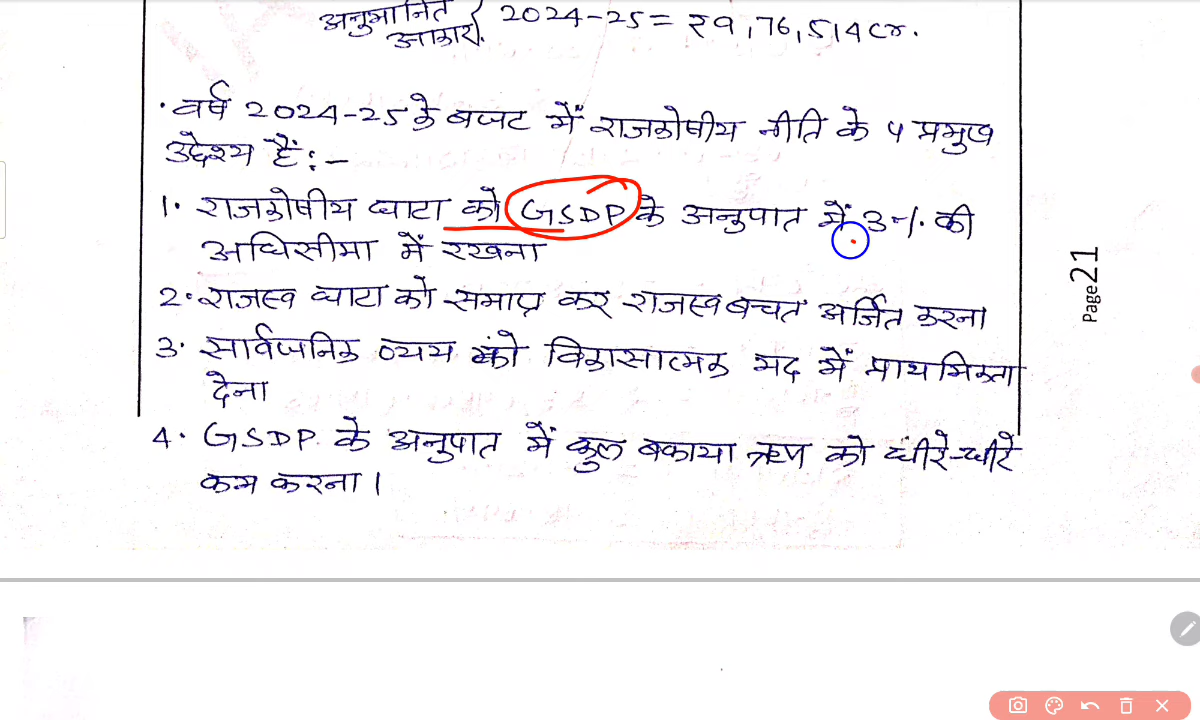 अनुमानित 2024-25 = ₹9,76,514 cr.
आकार
• वर्ष 2024-25 के बजट में राजकोषीय नीति के 4 प्रमुख
उद्देश्य हैं:-
1. राजकोषीय घाटा को GSDP के अनुपात में 3% की
अधिसीमा में रखना
2. राजस्व घाटा को समाप्त कर राजस्व बचत अर्जित करना
3. सार्वजनिक व्यय को विकासात्मक मद में प्राथमिकता
देना
4. GSDP के अनुपात में कुल बकाया ऋण को धीरे-धीरे
कम करना।
Page 21